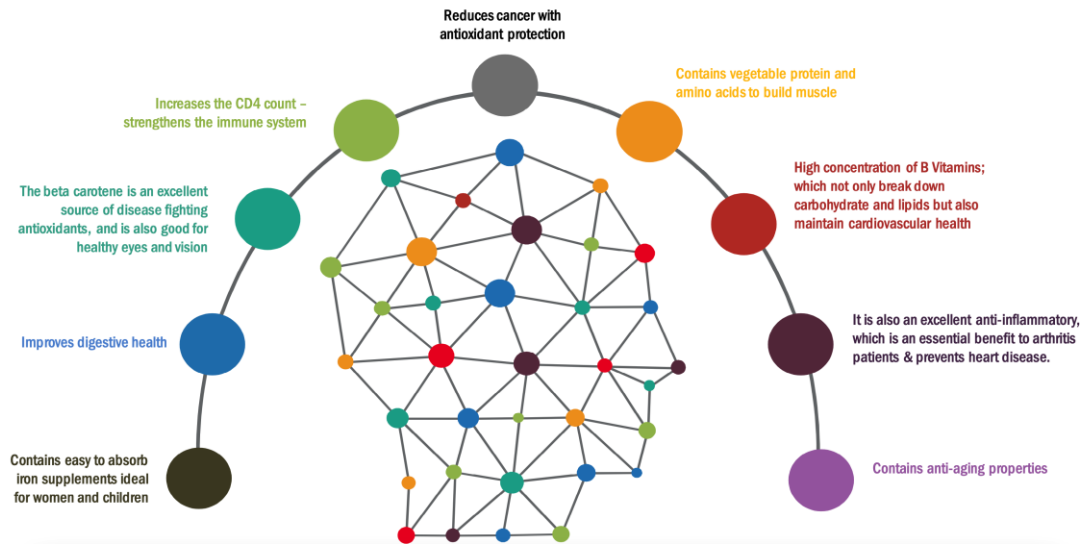 Reduces cancer with
antioxidant protection
Increases the CD4 count –
strengthens the immune system
Contains vegetable protein and
amino acids to build muscle
The beta carotene is an excellent
source of disease fighting
antioxidants, and is also good for
healthy eyes and vision
High concentration of B Vitamins;
which not only break down
carbohydrate and lipids but also
maintain cardiovascular health
Improves digestive health
It is also an excellent anti-inflammatory,
which is an essential benefit to arthritis
patients & prevents heart disease.
Contains easy to absorb
iron supplements ideal
for women and children
Contains anti-aging properties